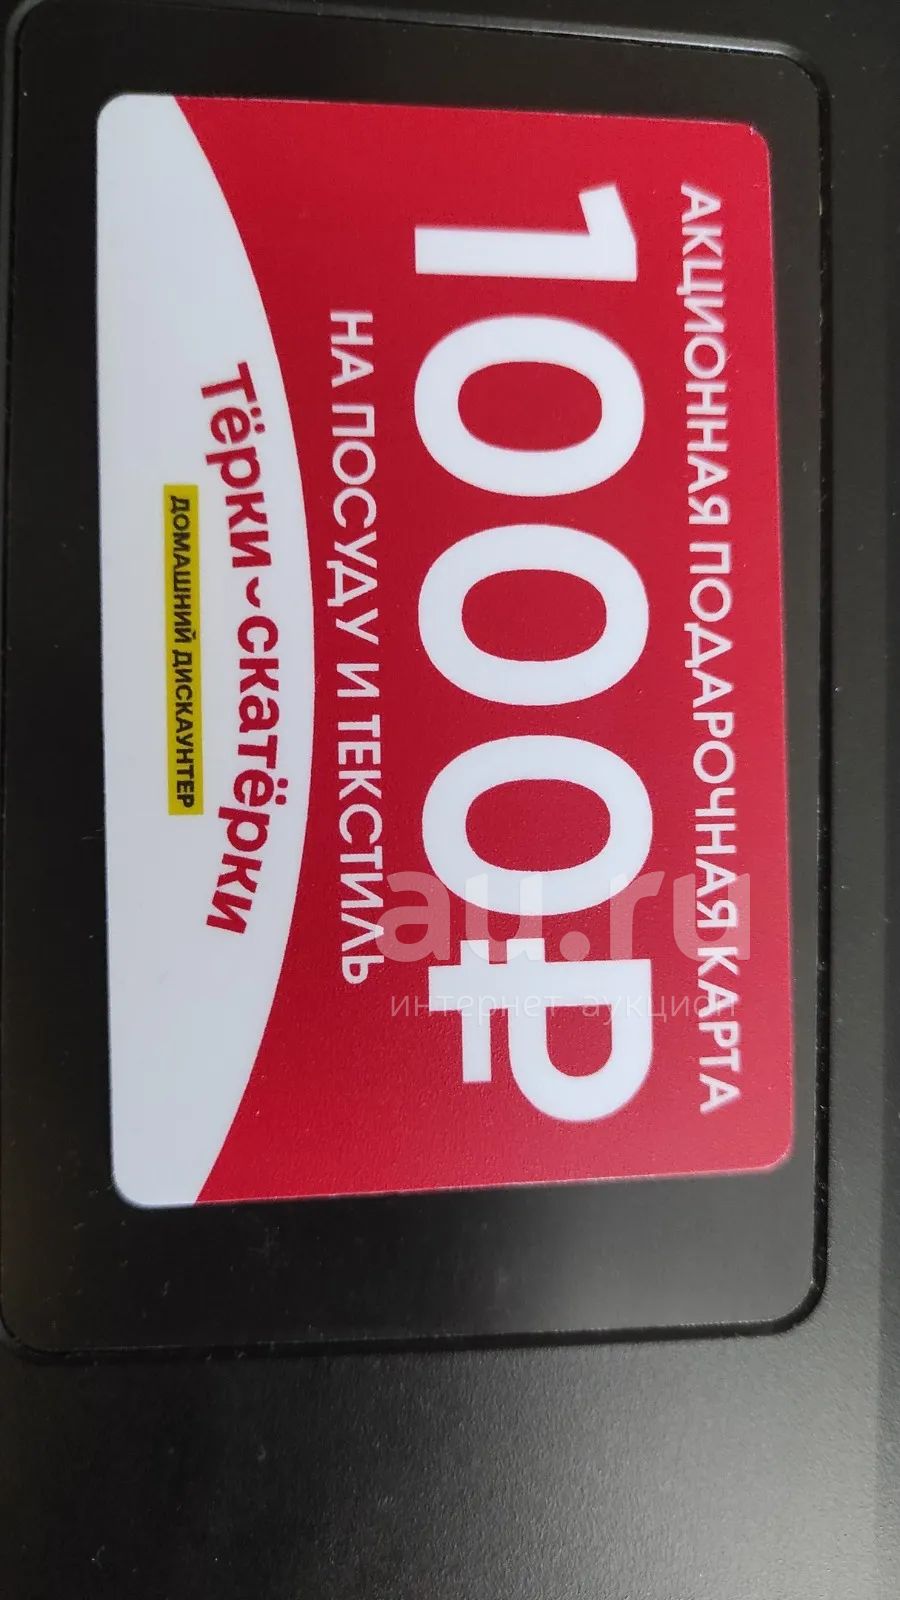 АКЦИОННАЯ ПОДАРОЧНАЯ КАРТА
1000₽
НА ПОСУДУ И ТЕКСТИЛЬ
тёрки-скатёрки
ДОМАШНИЙ ДИСКАУНТЕР
au.ru
интернет-аукцион